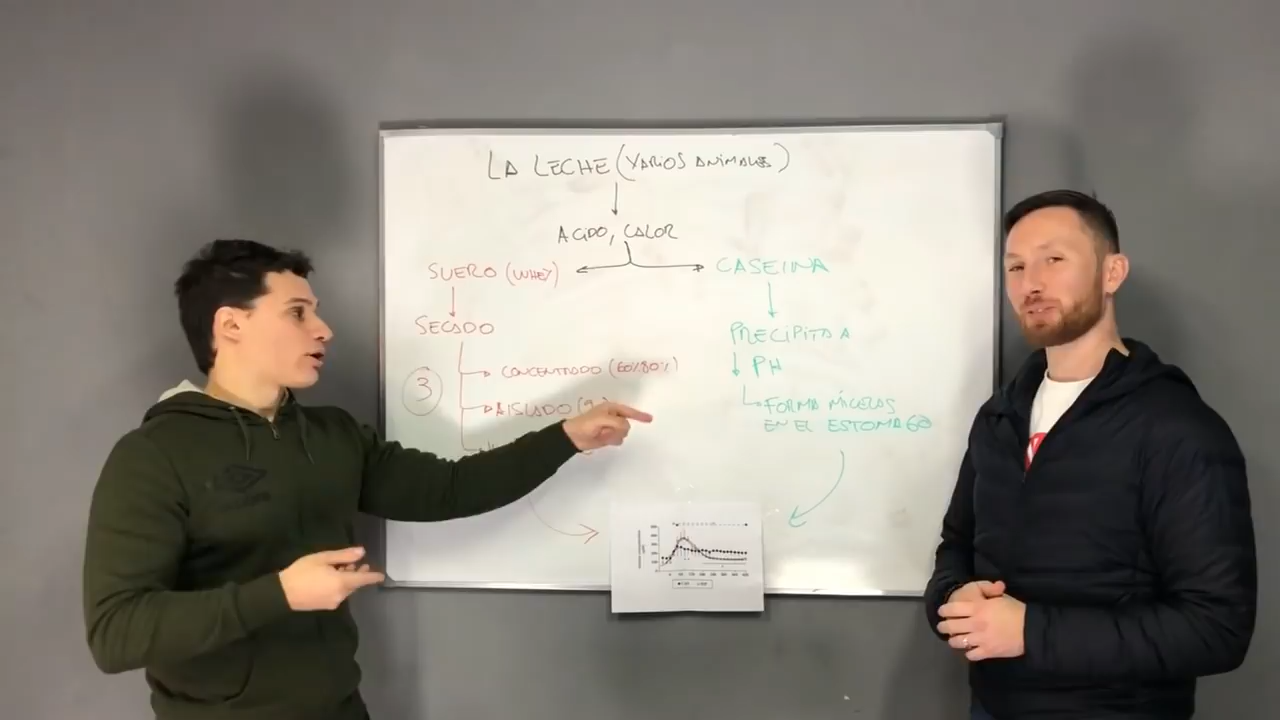 LA LECHE (VARIOS ANIMALES)
ACIDO, CALOR
SUERO (WHEY)
CASEINA
SECADO
PRECIPITA A
PH
3
CONCENTRADO (60%80%)
AISLADO (9
FORMA MICELAS
EN EL ESTOMAGO